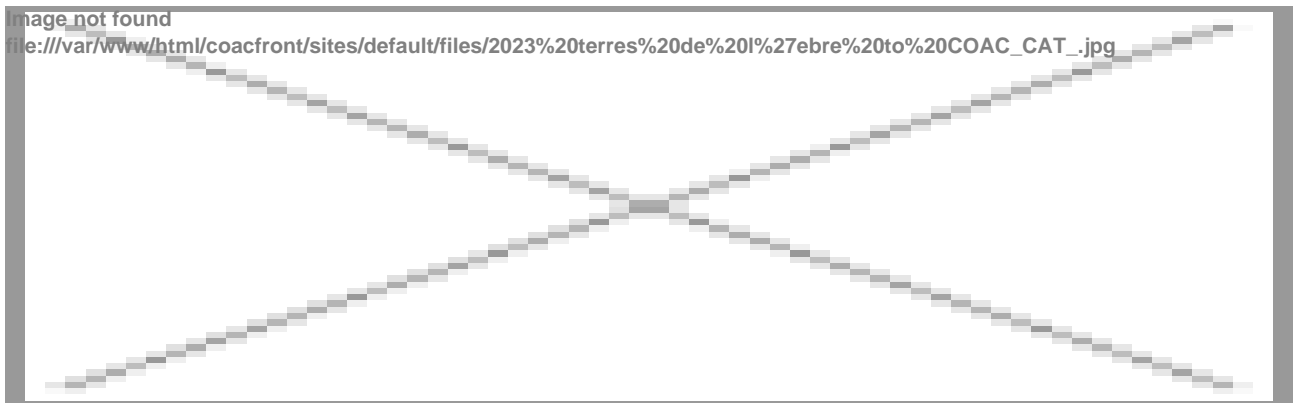 Image not found
file:///var/www/html/coacfront/sites/default/files/2023%20terres%20de%20l%27ebre%20to%20COAC_CAT_.jpg